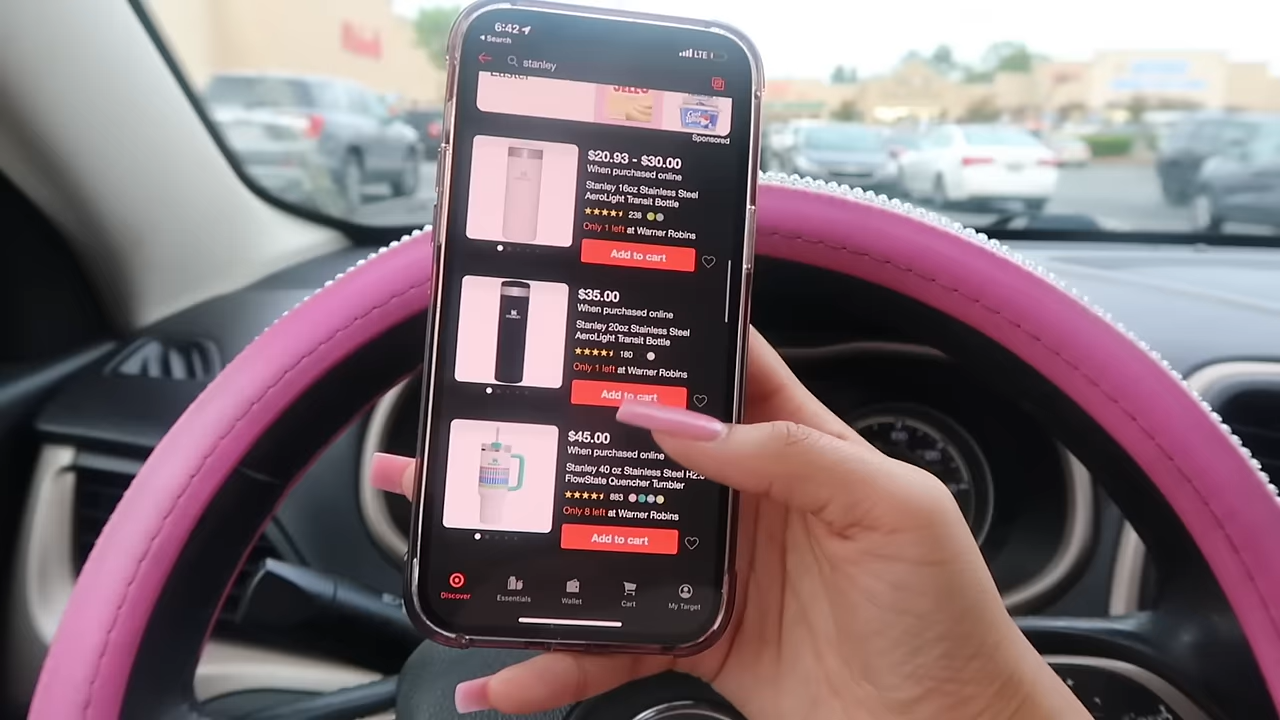 6:42
Search
LTE
stanley
Easter
JELLO
Cool Whip
Sponsored
$20.93 - $30.00
When purchased online
Stanley 16oz Stainless Steel
AeroLight Transit Bottle
238
Only 1 left at Warner Robins
Add to cart
$35.00
When purchased online
Stanley 20oz Stainless Steel
AeroLight Transit Bottle
180
Only 1 left at Warner Robins
Add to cart
$45.00
When purchased online
Stanley 40 oz Stainless Steel H2.0
FlowState Quencher Tumbler
883
Only 8 left at Warner Robins
Add to cart
Discover
Essentials
Wallet
Cart
My Target